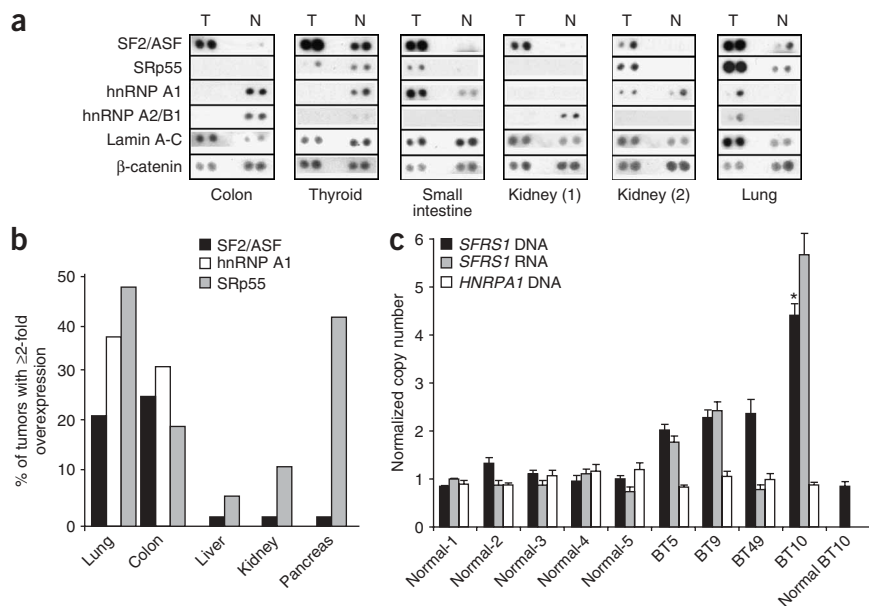 a
T N T N T N T N T N T N
SF2/ASF
SRp55
hnRNP A1
hnRNP A2/B1
Lamin A-C
β-catenin
Colon Thyroid Small intestine Kidney (1) Kidney (2) Lung
b
SF2/ASF
hnRNP A1
SRp55
% of tumors with ≥2-fold
overexpression
50
40
30
20
10
0
Lung Colon Liver Kidney Pancreas
c
SFRS1 DNA
SFRS1 RNA
HNRPA1 DNA
Normalized copy number
6
5
4
2
1
0
*
Normal-1 Normal-2 Normal-3 Normal-4 Normal-5 BT5 BT9 BT49 BT10 Normal BT10